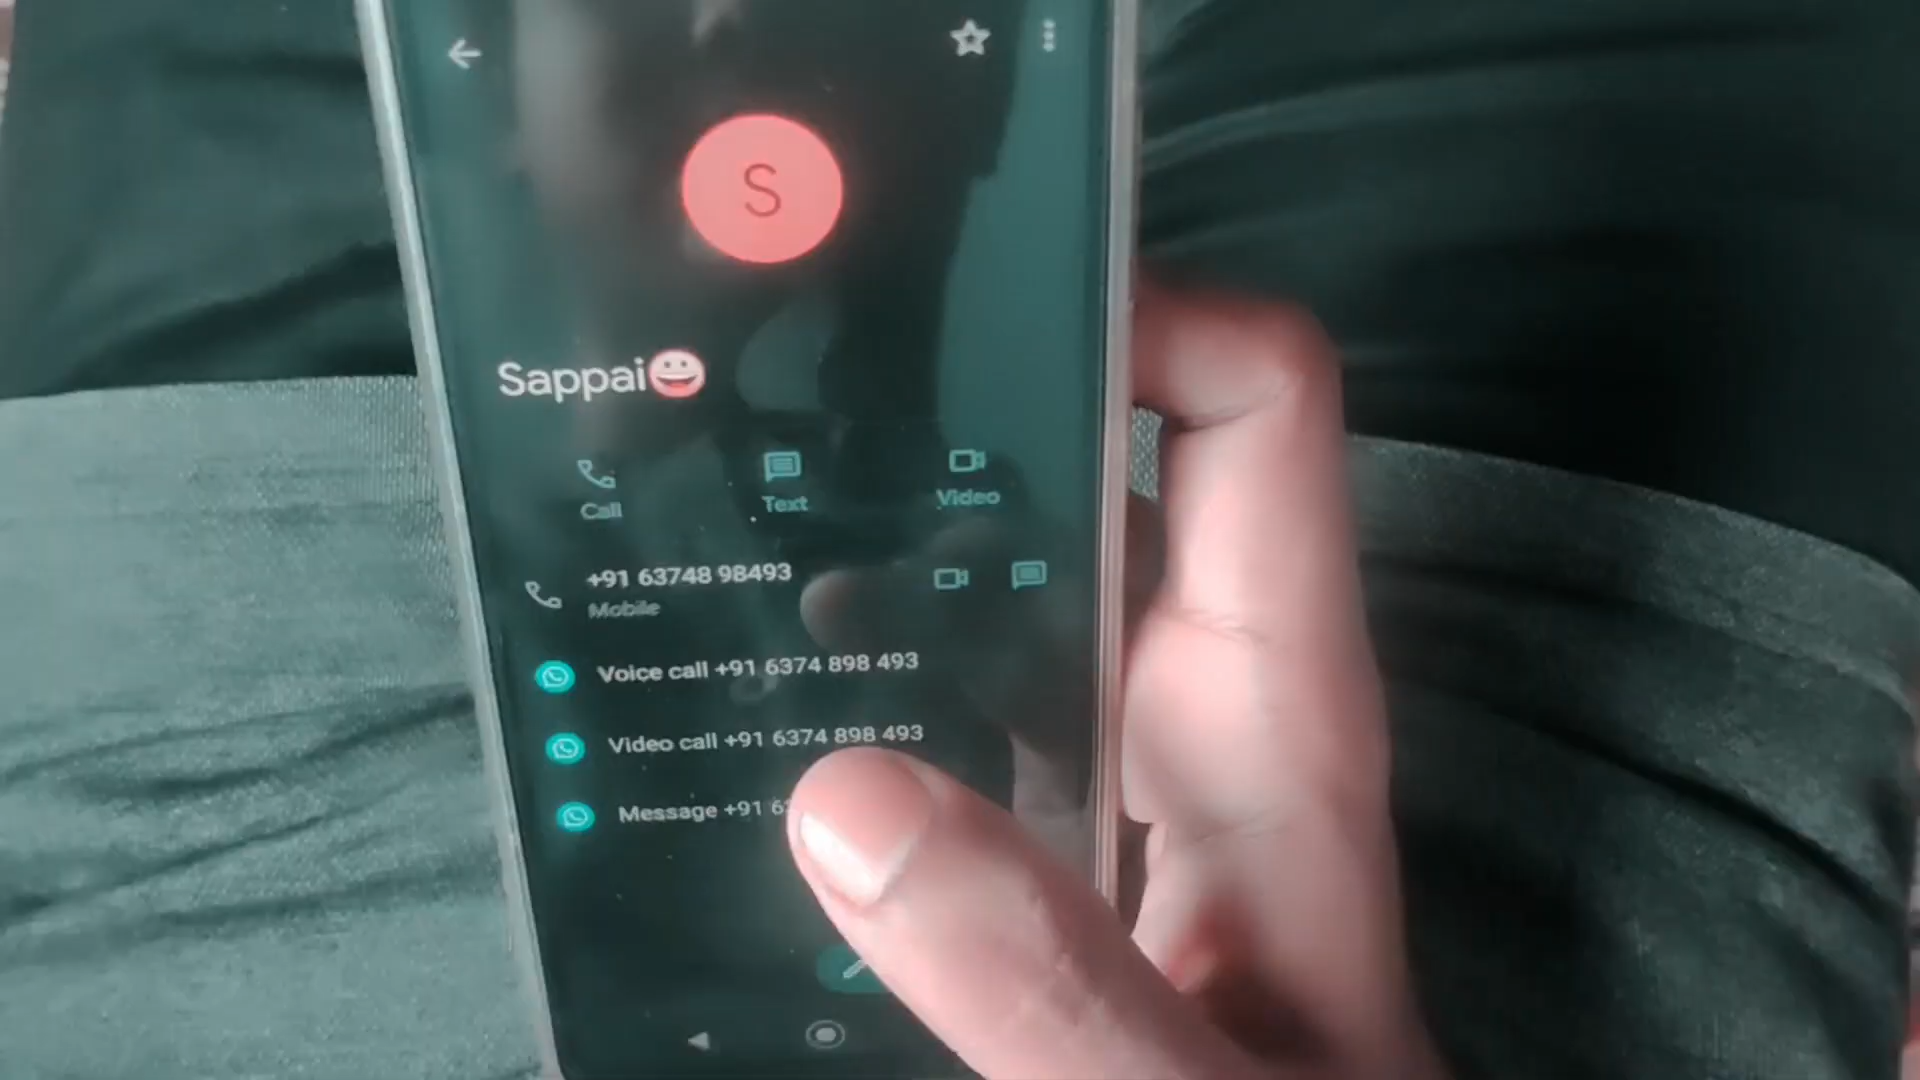 S
Sappai😀
Call Text Video
+91 63748 98493
Mobile
Voice call +91 6374 898 493
Video call +91 6374 898 493
Message +91 6